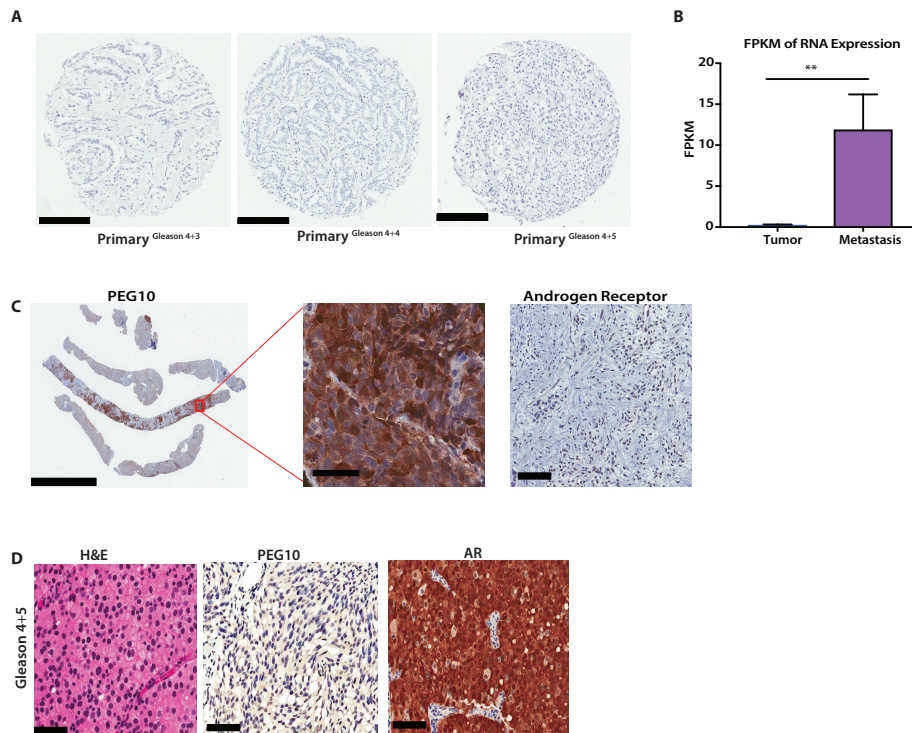 A
Primary Gleason 4+3
Primary Gleason 4+4
Primary Gleason 4+5
B
FPKM of RNA Expression
**
FPKM
20
15
10
5
0
Tumor
Metastasis
C
PEG10
Androgen Receptor
D
H&E
PEG10
AR
Gleason 4+5